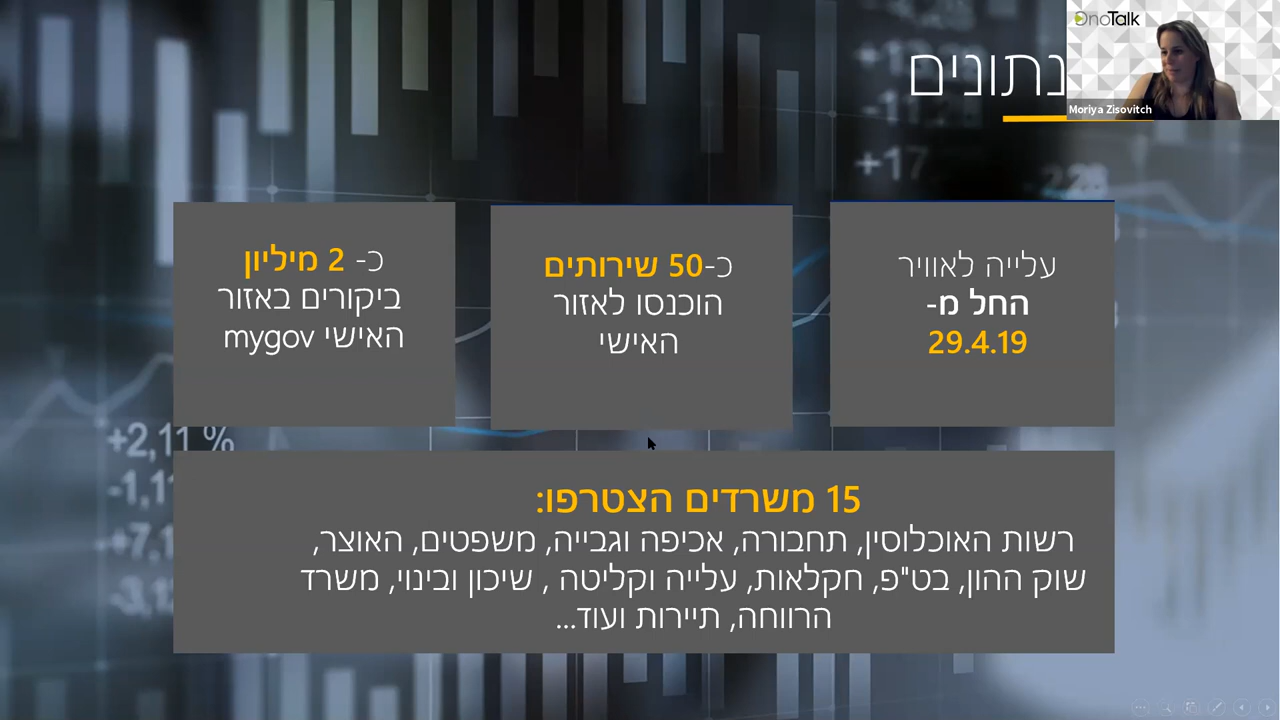 OnoTalk
נתונים
Moriya Zisovitch
+17
עלייה לאוויר
החל מ-
29.4.19
כ-50 שירותים
הוכנסו לאזור
האישי
כ- 2 מיליון
ביקורים באזור
האישי mygov
+2,11 %
15 משרדים הצטרפו:
רשות האוכלוסין, תחבורה, אכיפה וגבייה, משפטים, האוצר,
שוק ההון, בט"פ, חקלאות, עלייה וקליטה , שיכון ובינוי, משרד
הרווחה, תיירות ועוד...